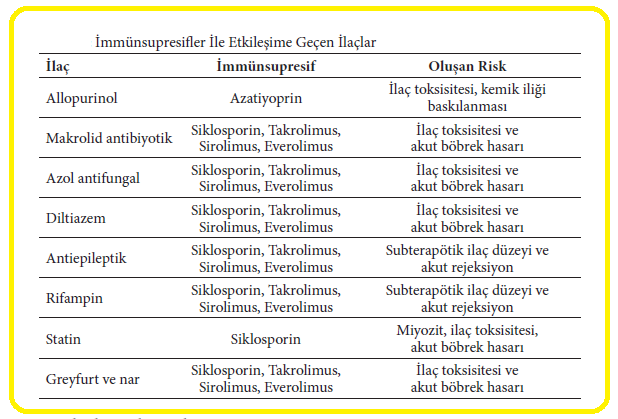 İmmünsupresifler İle Etkileşime Geçen İlaçlar
İlaç İmmünsupresif Oluşan Risk
Allopurinol Azatiyoprin İlaç toksisitesi, kemik iliği
baskılanması
Makrolid antibiyotik Siklosporin, Takrolimus, İlaç toksisitesi ve
Sirolimus, Everolimus akut böbrek hasarı
Azol antifungal Siklosporin, Takrolimus, İlaç toksisitesi ve
Sirolimus, Everolimus akut böbrek hasarı
Diltiazem Siklosporin, Takrolimus, İlaç toksisitesi ve
Sirolimus, Everolimus akut böbrek hasarı
Antiepileptik Siklosporin, Takrolimus, Subterapötik ilaç düzeyi ve
Sirolimus, Everolimus akut rejeksiyon
Rifampin Siklosporin, Takrolimus, Subterapötik ilaç düzeyi ve
Sirolimus, Everolimus akut rejeksiyon
Statin Siklosporin Miyozit, ilaç toksisitesi,
akut böbrek hasarı
Greyfurt ve nar Siklosporin, Takrolimus, İlaç toksisitesi ve
Sirolimus, Everolimus akut böbrek hasarı